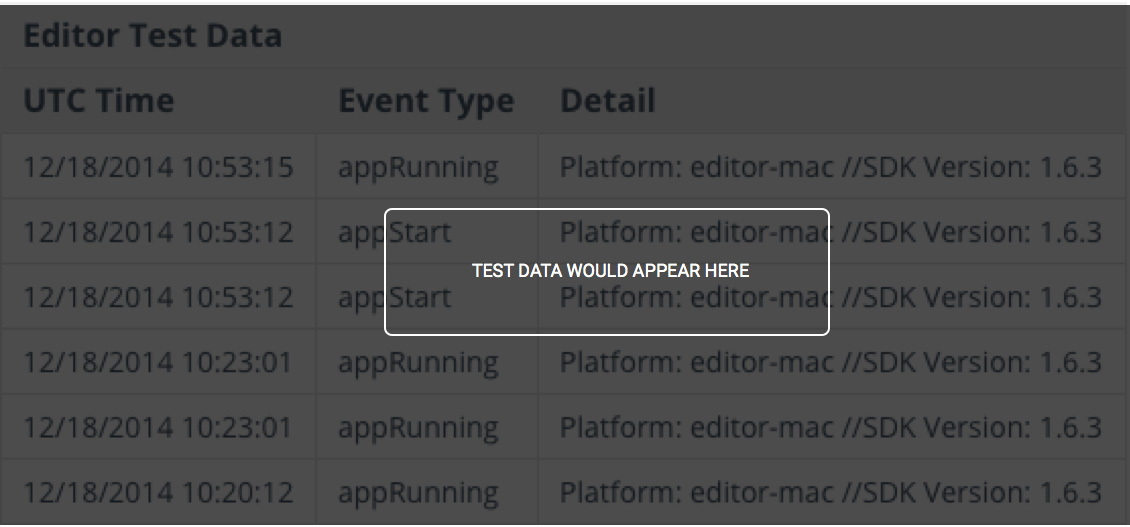 Editor Test Data
UTC Time Event Type Detail
12/18/2014 10:53:15 appRunning Platform: editor-mac //SDK Version: 1.6.3
12/18/2014 10:53:12 appStart Platform: editor-mac //SDK Version: 1.6.3
TEST DATA WOULD APPEAR HERE
12/18/2014 10:53:12 appStart Platform: editor-mac //SDK Version: 1.6.3
12/18/2014 10:23:01 appRunning Platform: editor-mac //SDK Version: 1.6.3
12/18/2014 10:23:01 appRunning Platform: editor-mac //SDK Version: 1.6.3
12/18/2014 10:20:12 appRunning Platform: editor-mac //SDK Version: 1.6.3